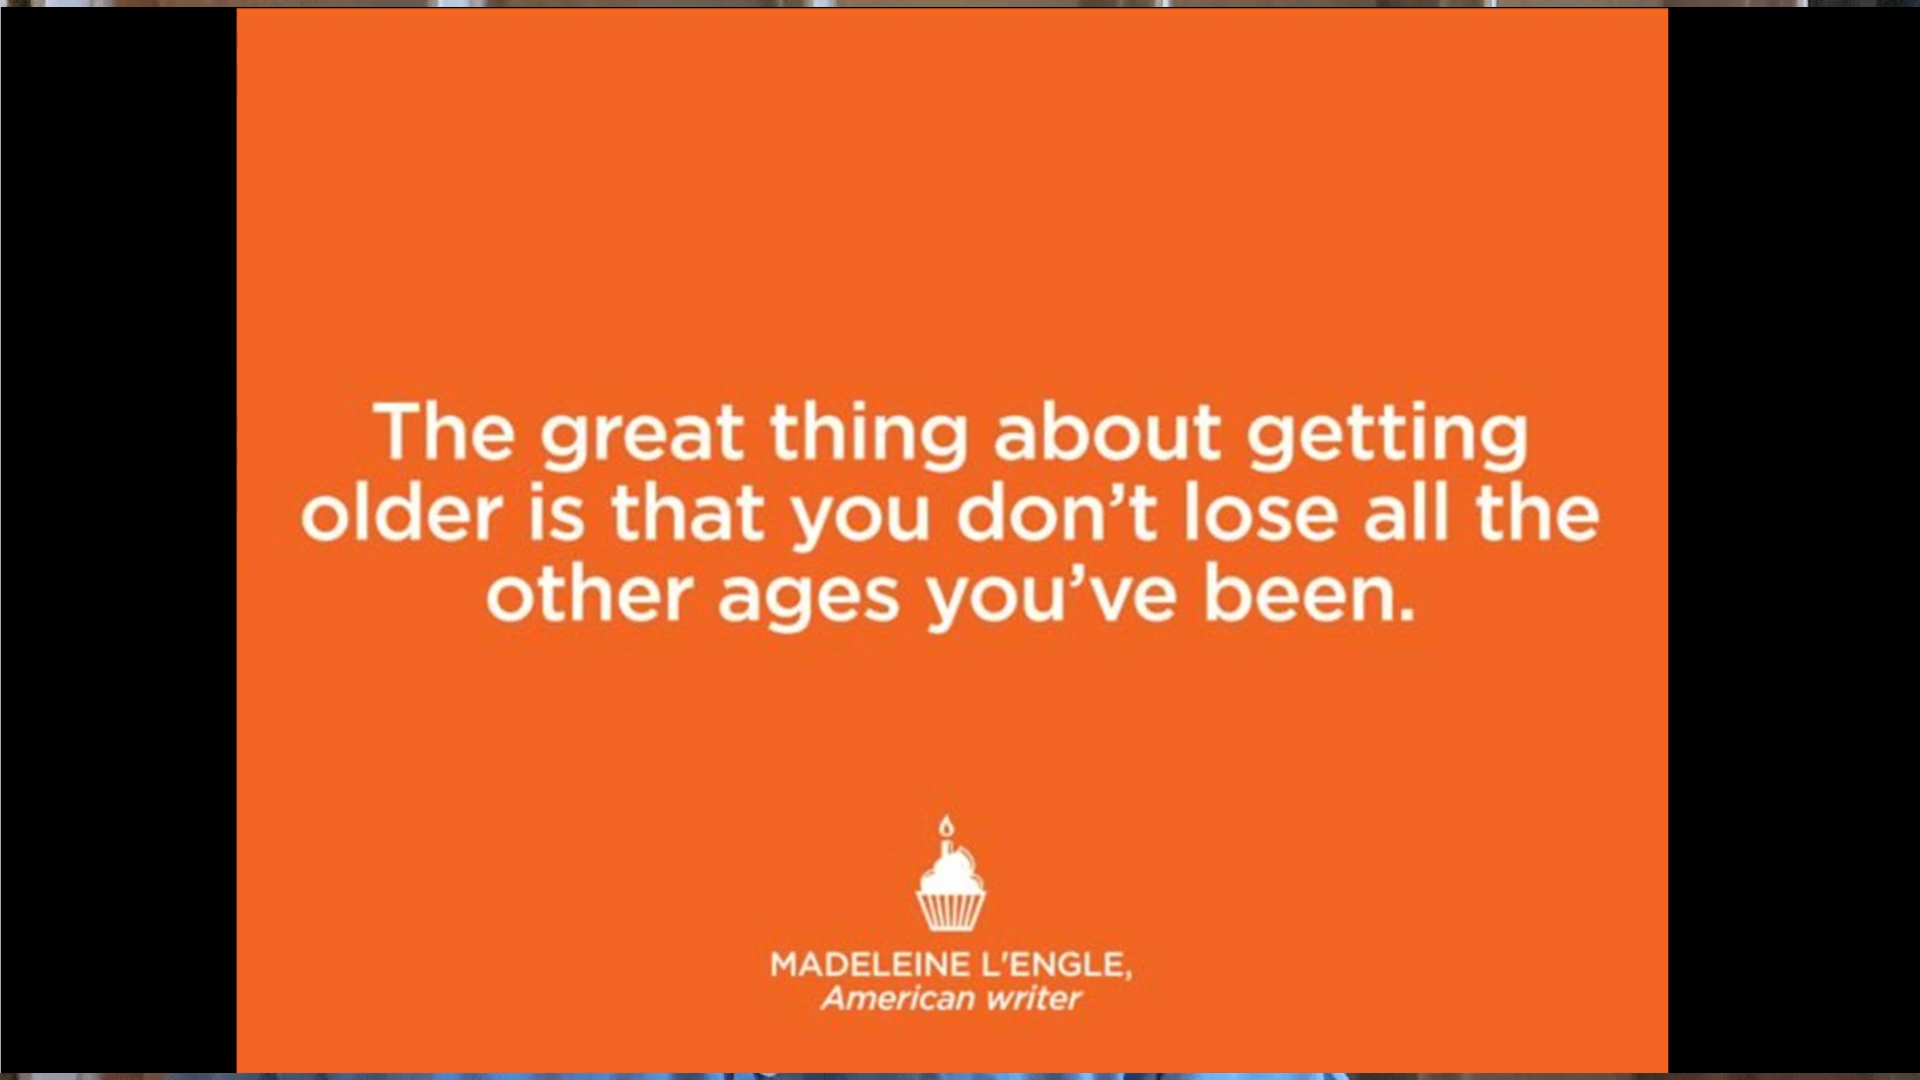 The great thing about getting
older is that you don’t lose all the
other ages you’ve been.
MADELEINE L'ENGLE,
American writer